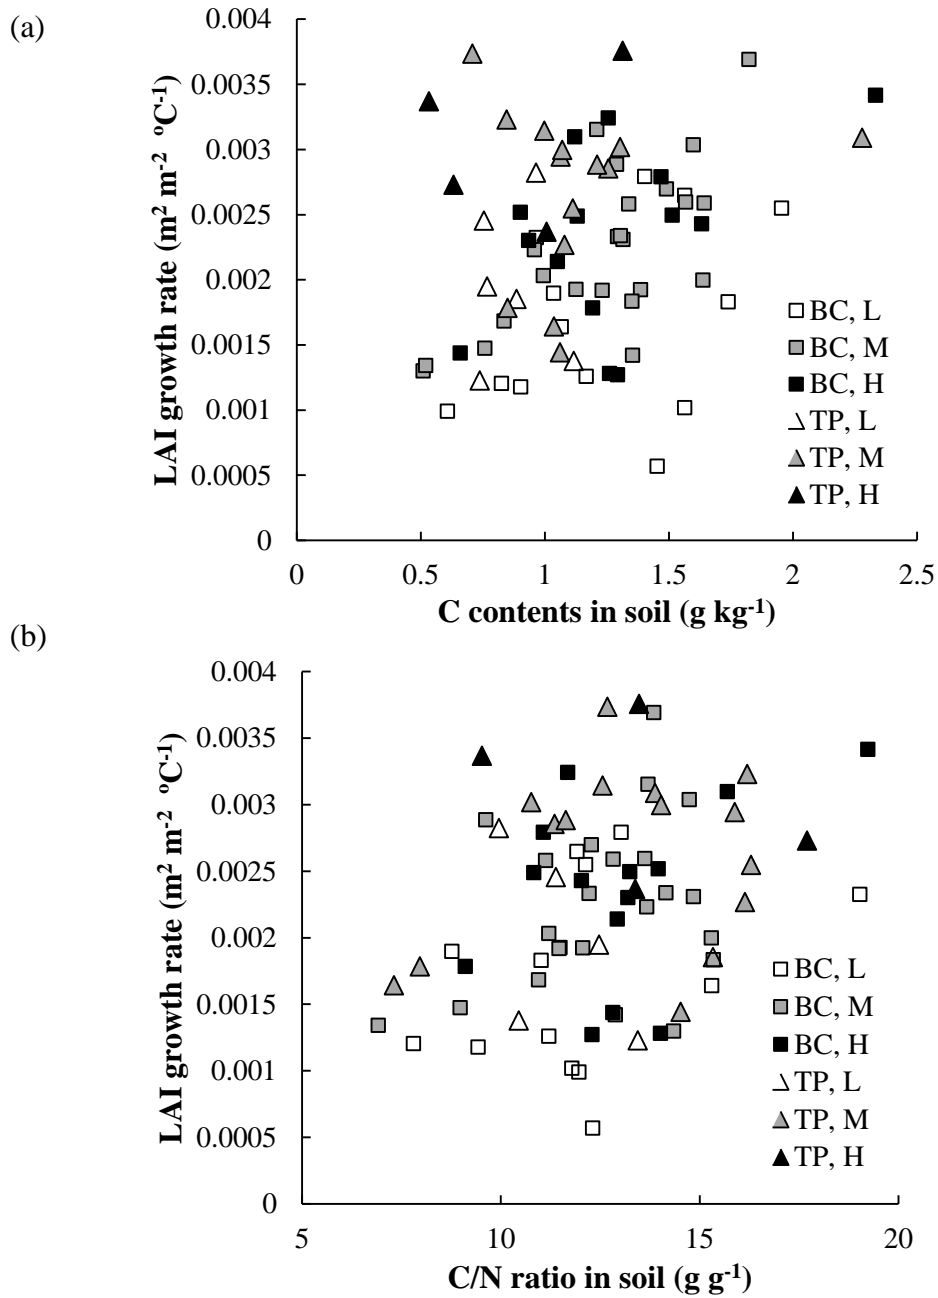 (a)
0.004
0.0035
0.003
0.0025
0.002
0.0015
0.001
0.0005
0
LAI growth rate (m² m⁻² ºC⁻¹)
0 0.5 1 1.5 2 2.5
C contents in soil (g kg⁻¹)
BC, L
BC, M
BC, H
TP, L
TP, M
TP, H
(b)
0.004
0.0035
0.003
0.0025
0.002
0.0015
0.001
0.0005
0
LAI growth rate (m² m⁻² ºC⁻¹)
5 10 15 20
C/N ratio in soil (g g⁻¹)
BC, L
BC, M
BC, H
TP, L
TP, M
TP, H